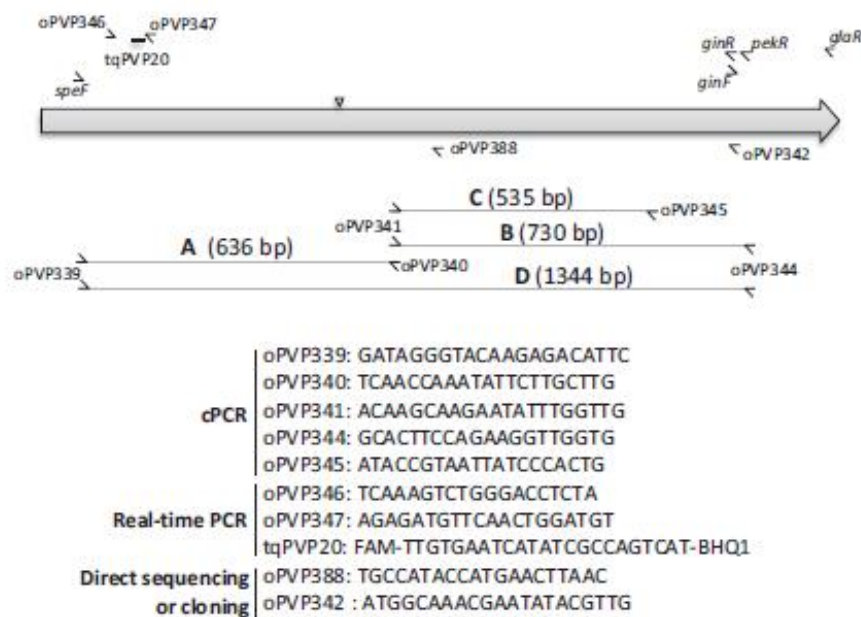 oPVP346 oPVP347
tqPVP20
speF
ginR pekR glaR
ginF
oPVP388 oPVP342
C (535 bp)
oPVP341 oPVP345
B (730 bp)
A (636 bp)
oPVP339 oPVP340 oPVP344
D (1344 bp)
oPVP339: GATAGGGTACAAGAGACATTC
oPVP340: TCAACCAAATATTCTTGCTTG
cPCR oPVP341: ACAAGCAAGAATATTTGGTTG
oPVP344: GCACTTCCAGAAGGTTGGTG
oPVP345: ATACCGTAATTATCCCACTG
oPVP346: TCAAAGTCTGGGACCTCTA
Real-time PCR oPVP347: AGAGATGTTCAACTGGATGT
tqPVP20: FAM-TTGTGAATCATATCGCCAGTCAT-BHQ1
Direct sequencing oPVP388: TGCCATACCATGAACTTAAC
or cloning oPVP342: ATGGCAAACGAATATACGTTG